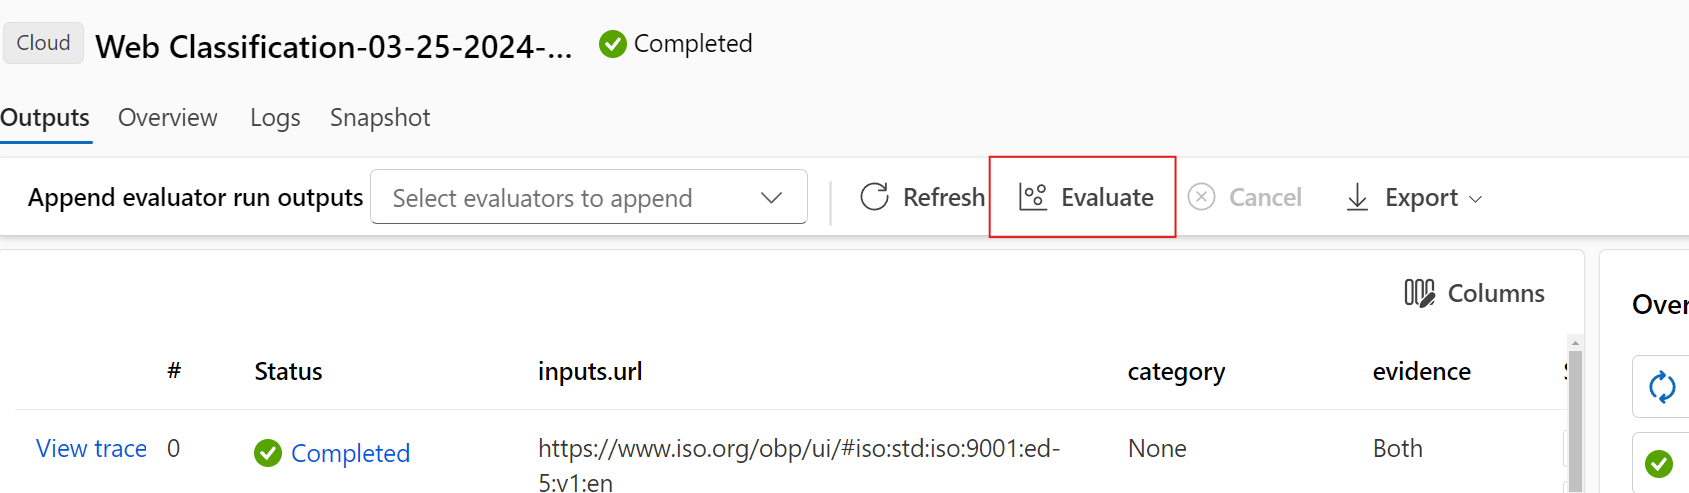 Cloud Web Classification-03-25-2024-... Completed
Outputs Overview Logs Snapshot
Append evaluator run outputs Select evaluators to append Refresh Evaluate Cancel Export
Columns
Over
# Status inputs.url category evidence
View trace 0 Completed https://www.iso.org/obp/ui/#iso:std:iso:9001:ed- None Both
5:v1:en